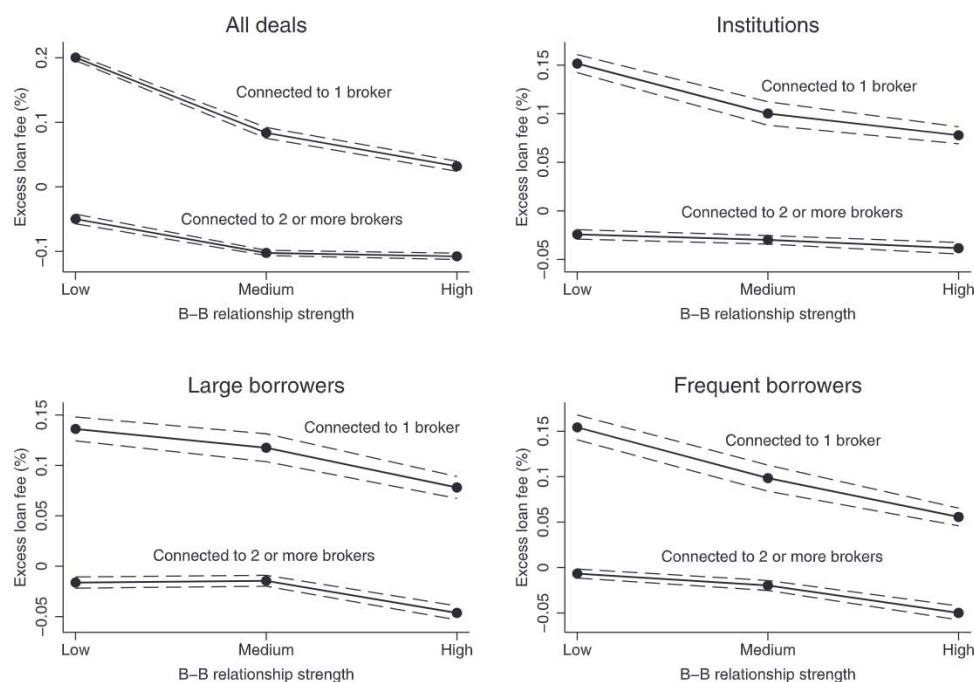 All deals
Excess loan fee (%)
0.2
0.1
0
−0.1
Connected to 1 broker
Connected to 2 or more brokers
Low
Medium
High
B−B relationship strength
Institutions
Excess loan fee (%)
0.15
0.1
0.05
0
−0.05
Connected to 1 broker
Connected to 2 or more brokers
Low
Medium
High
B−B relationship strength
Large borrowers
Excess loan fee (%)
0.15
0.1
0.05
0
−0.05
Connected to 1 broker
Connected to 2 or more brokers
Low
Medium
High
B−B relationship strength
Frequent borrowers
Excess loan fee (%)
0.15
0.1
0.05
0
−0.05
Connected to 1 broker
Connected to 2 or more brokers
Low
Medium
High
B−B relationship strength